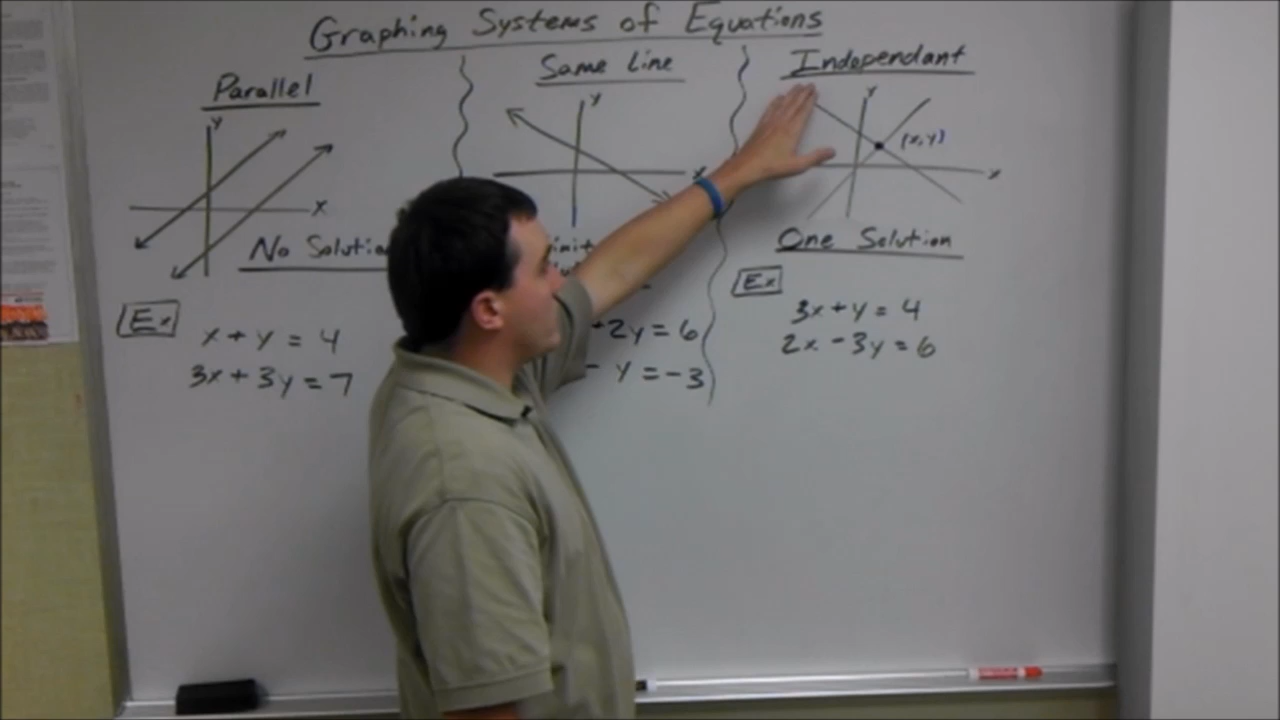 Graphing Systems of Equations
Parallel
y
x
No
Ex
x + y = 4
3x + 3y = 7
Same Line
y
x
2y = 6
- y = -3
Independant
y
(x,y)
x
One Solution
Ex
3x + y = 4
2x - 3y = 6